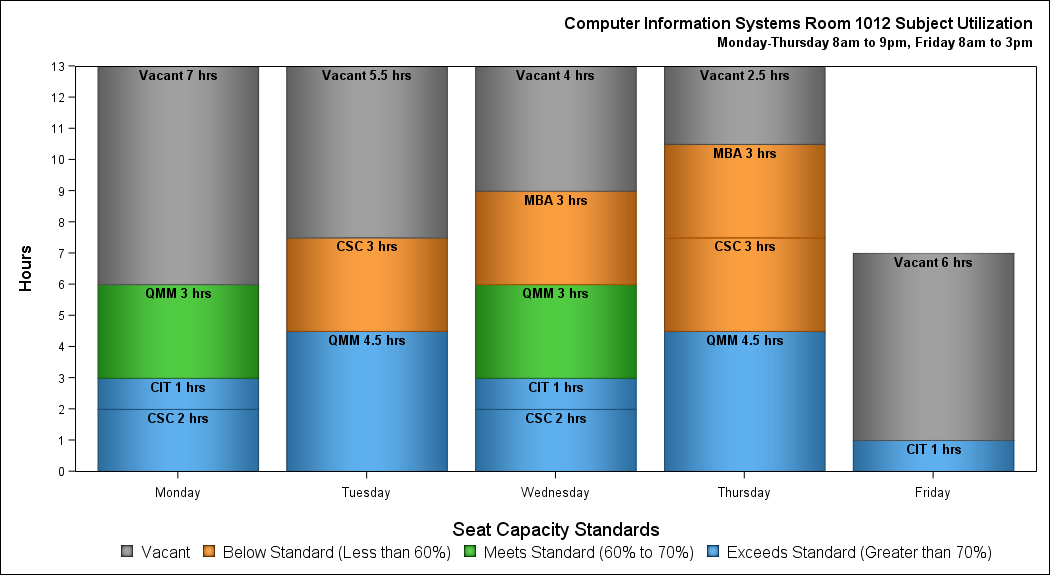 Computer Information Systems Room 1012 Subject Utilization
Monday-Thursday 8am to 9pm, Friday 8am to 3pm
Hours
13
12
11
10
9
8
7
6
5
4
3
2
1
0
Vacant 7 hrs
QMM 3 hrs
CIT 1 hrs
CSC 2 hrs
Vacant 5.5 hrs
CSC 3 hrs
QMM 4.5 hrs
Vacant 4 hrs
MBA 3 hrs
QMM 3 hrs
CIT 1 hrs
CSC 2 hrs
Vacant 2.5 hrs
MBA 3 hrs
CSC 3 hrs
QMM 4.5 hrs
Vacant 6 hrs
CIT 1 hrs
Monday Tuesday Wednesday Thursday Friday
Seat Capacity Standards
Vacant Below Standard (Less than 60%) Meets Standard (60% to 70%) Exceeds Standard (Greater than 70%)